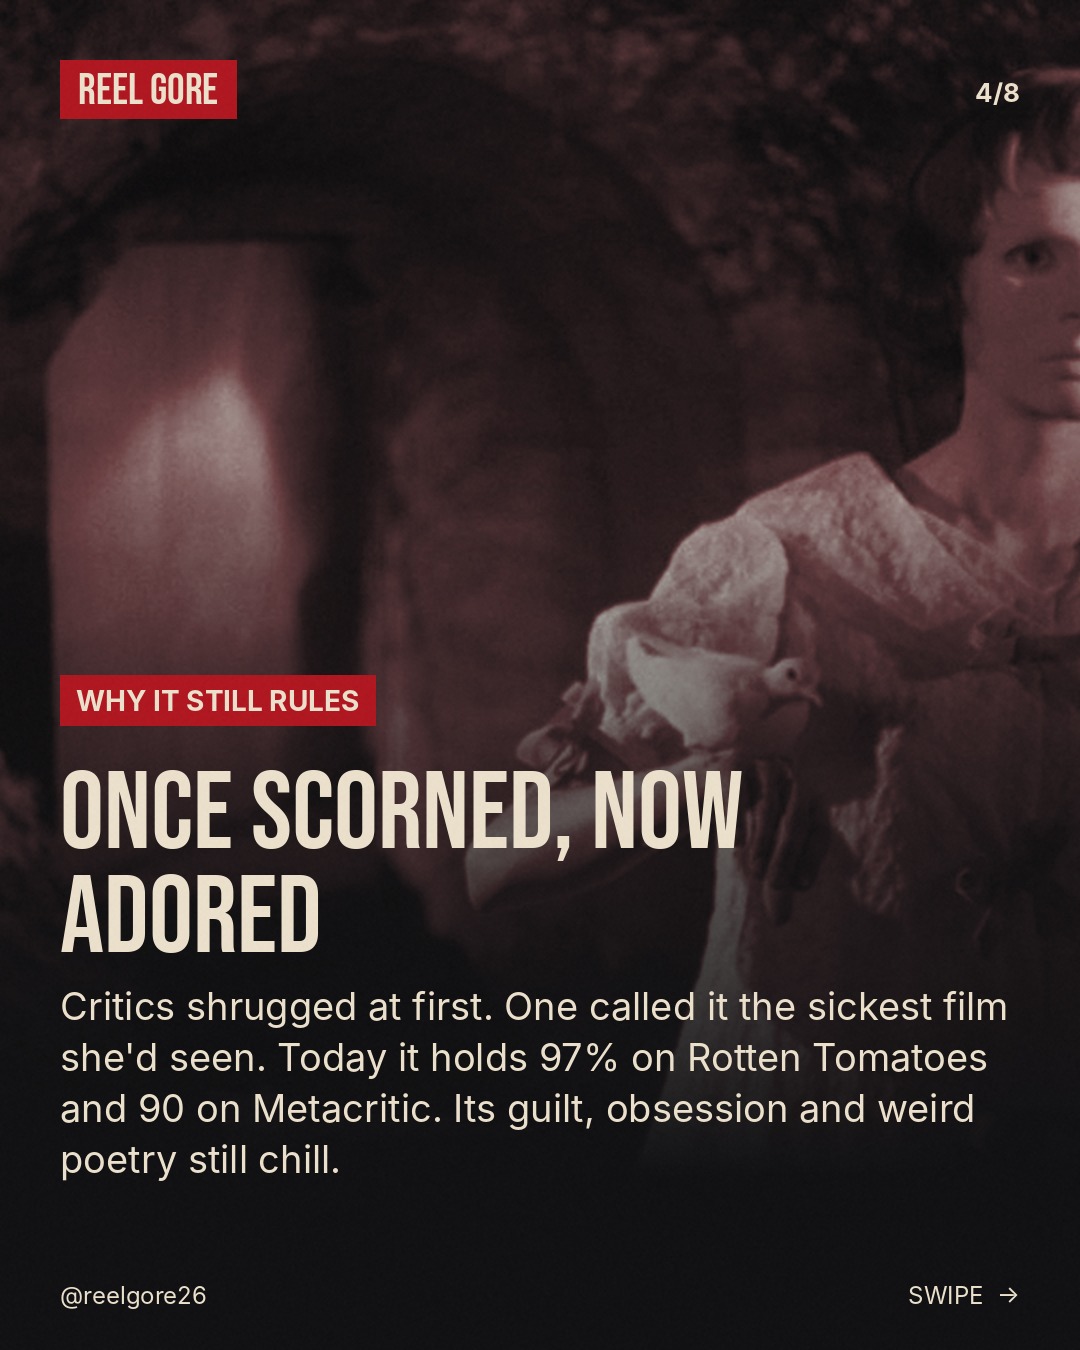 REEL GORE
4/8
WHY IT STILL RULES
ONCE SCORNED, NOW
ADORED
Critics shrugged at first. One called it the sickest film
she'd seen. Today it holds 97% on Rotten Tomatoes
and 90 on Metacritic. Its guilt, obsession and weird
poetry still chill.
@reelgore26
SWIPE →